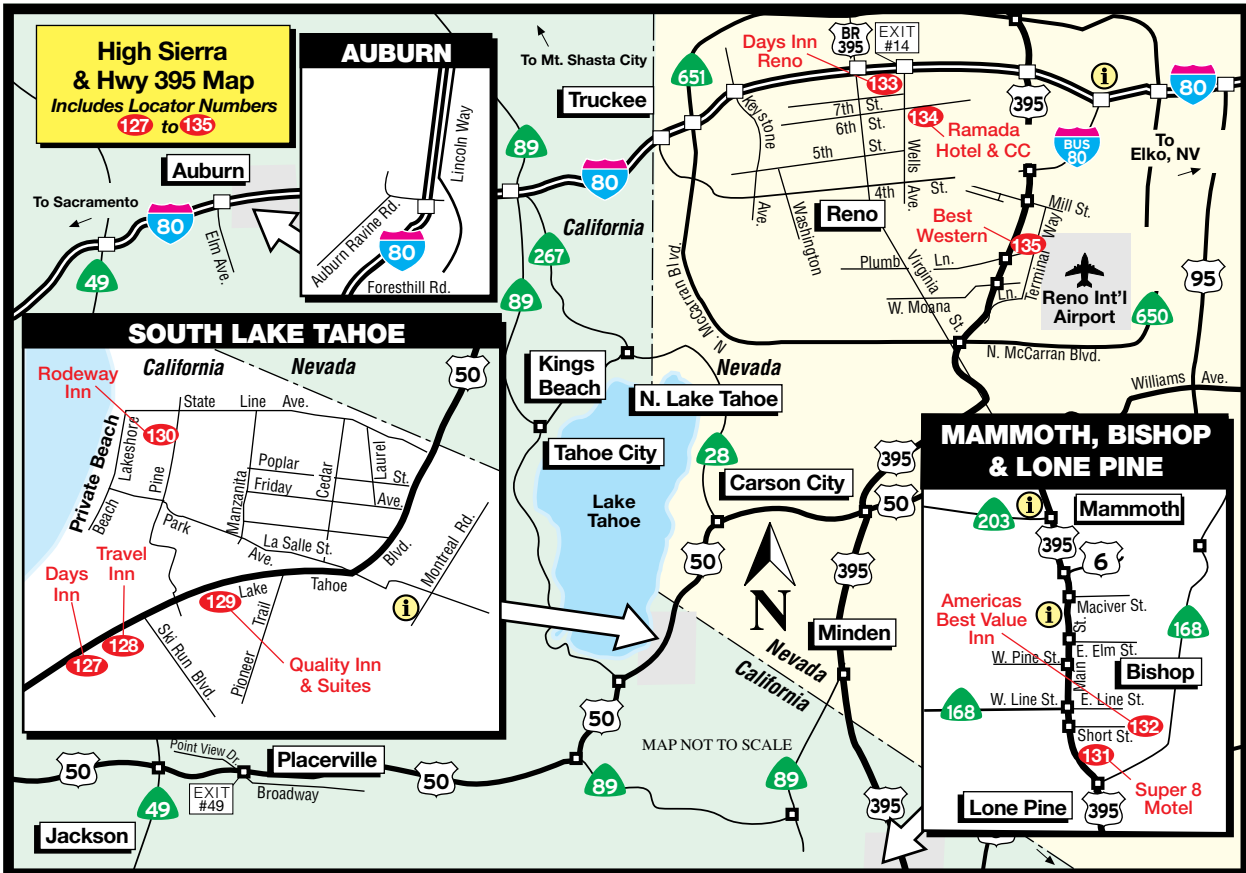 High Sierra
& Hwy 395 Map
Includes Locator Numbers
127 to 135
AUBURN
Lincoln Way
Auburn Ravine Rd.
80
Foresthill Rd.
To Mt. Shasta City
Truckee
89
80
California
267
89
Auburn
To Sacramento
80
Elm Ave.
49
651
Days Inn
Reno
133
BR
395
EXIT
#14
395
i
80
BUS
80
To
Elko, NV
95
Keystone
Ave.
7th St.
6th St.
5th St.
4th St.
134
Ramada
Hotel & CC
Wells
Ave.
Washington
Reno
Mill St.
Best
Western
135
Terminal Way
Virginia
St.
Plumb Ln.
W. Moana Ln.
Reno Int'l
Airport
650
N. McCarran Blvd.
N. McCarran Blvd.
Williams Ave.
SOUTH LAKE TAHOE
California
Nevada
50
Rodeway
Inn
130
State Line Ave.
Private Beach
Lakeshore
Beach
Pine
Manzanita
Poplar St.
Friday Ave.
Cedar
Laurel
Park Ave.
La Salle St.
Lake Tahoe Blvd.
Montreal Rd.
i
Travel
Inn
128
Days
Inn
127
129
Quality Inn
& Suites
Ski Run Blvd.
Pioneer Trail
Kings
Beach
Nevada
N. Lake Tahoe
Tahoe City
28
Lake
Tahoe
Carson City
395
50
50
395
N
Minden
Nevada
California
50
MAP NOT TO SCALE
89
89
395
50
Point View Dr.
Placerville
50
EXIT
#49
Broadway
49
Jackson
MAMMOTH, BISHOP
& LONE PINE
203
i
Mammoth
395
6
Maciver St.
i
Americas
Best Value
Inn
168
E. Elm St.
W. Pine St.
Main St.
Bishop
W. Line St.
E. Line St.
168
132
Short St.
131
Super 8
Motel
Lone Pine
395